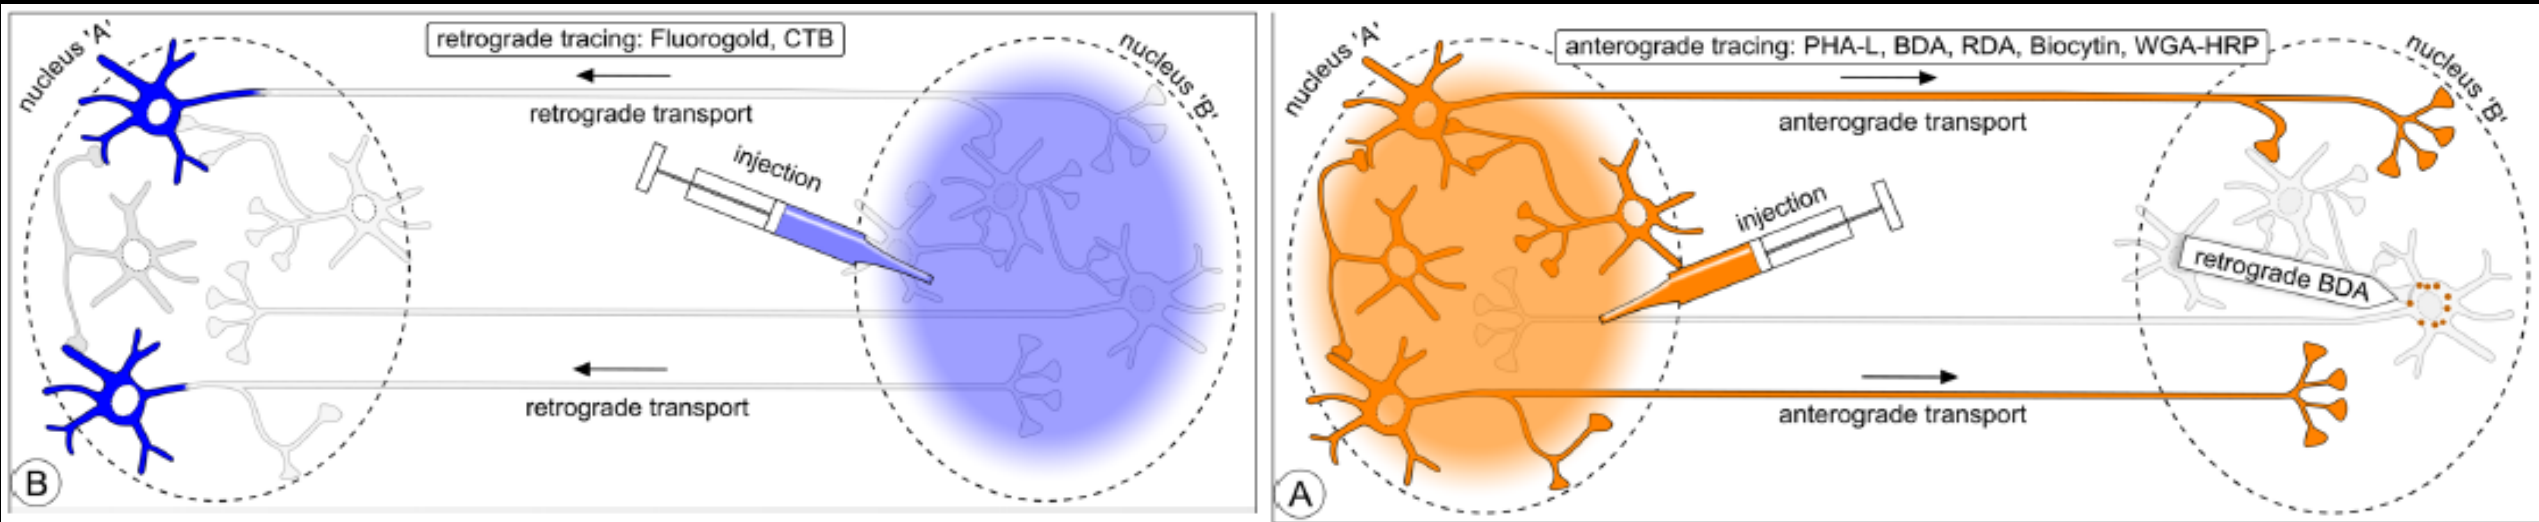 retrograde tracing: Fluorogold, CTB
nucleus 'A'
nucleus 'B'
retrograde transport
injection
retrograde transport
B
anterograde tracing: PHA-L, BDA, RDA, Biocytin, WGA-HRP
nucleus 'A'
nucleus 'B'
anterograde transport
injection
retrograde BDA
anterograde transport
A